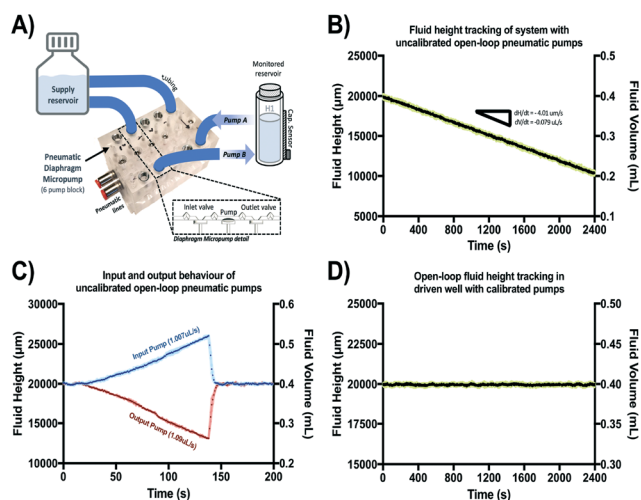 A)
Supply
reservoir
tubing
Monitored
reservoir
H1
Cap. Sensor
Pump A
Pump B
Pneumatic
Diaphragm
Micropump
(6 pump block)
Pneumatic
lines
Inlet valve
Pump
Outlet valve
Diaphragm Micropump detail
B)
Fluid height tracking of system with
uncalibrated open-loop pneumatic pumps
Fluid Height (µm)
25000
20000
15000
10000
5000
dH/dt = - 4.01 um/s
dV/dt = -0.079 uL/s
0.5
0.4
0.3
0.2
0.1
Fluid Volume (mL)
0 400 800 1200 1600 2000 2400
Time (s)
C)
Input and output behaviour of
uncalibrated open-loop pneumatic pumps
Fluid Height (µm)
30000
25000
20000
15000
10000
Input Pump (1.007uL/s)
Output Pump (1.09uL/s)
0.6
0.5
0.4
0.3
0.2
Fluid Volume (mL)
0 50 100 150 200
Time (s)
D)
Open-loop fluid height tracking in
driven well with calibrated pumps
Fluid Height (µm)
25000
22500
20000
17500
15000
0.50
0.45
0.40
0.35
0.30
Fluid Volume (mL)
0 400 800 1200 1600 2000 2400
Time (s)